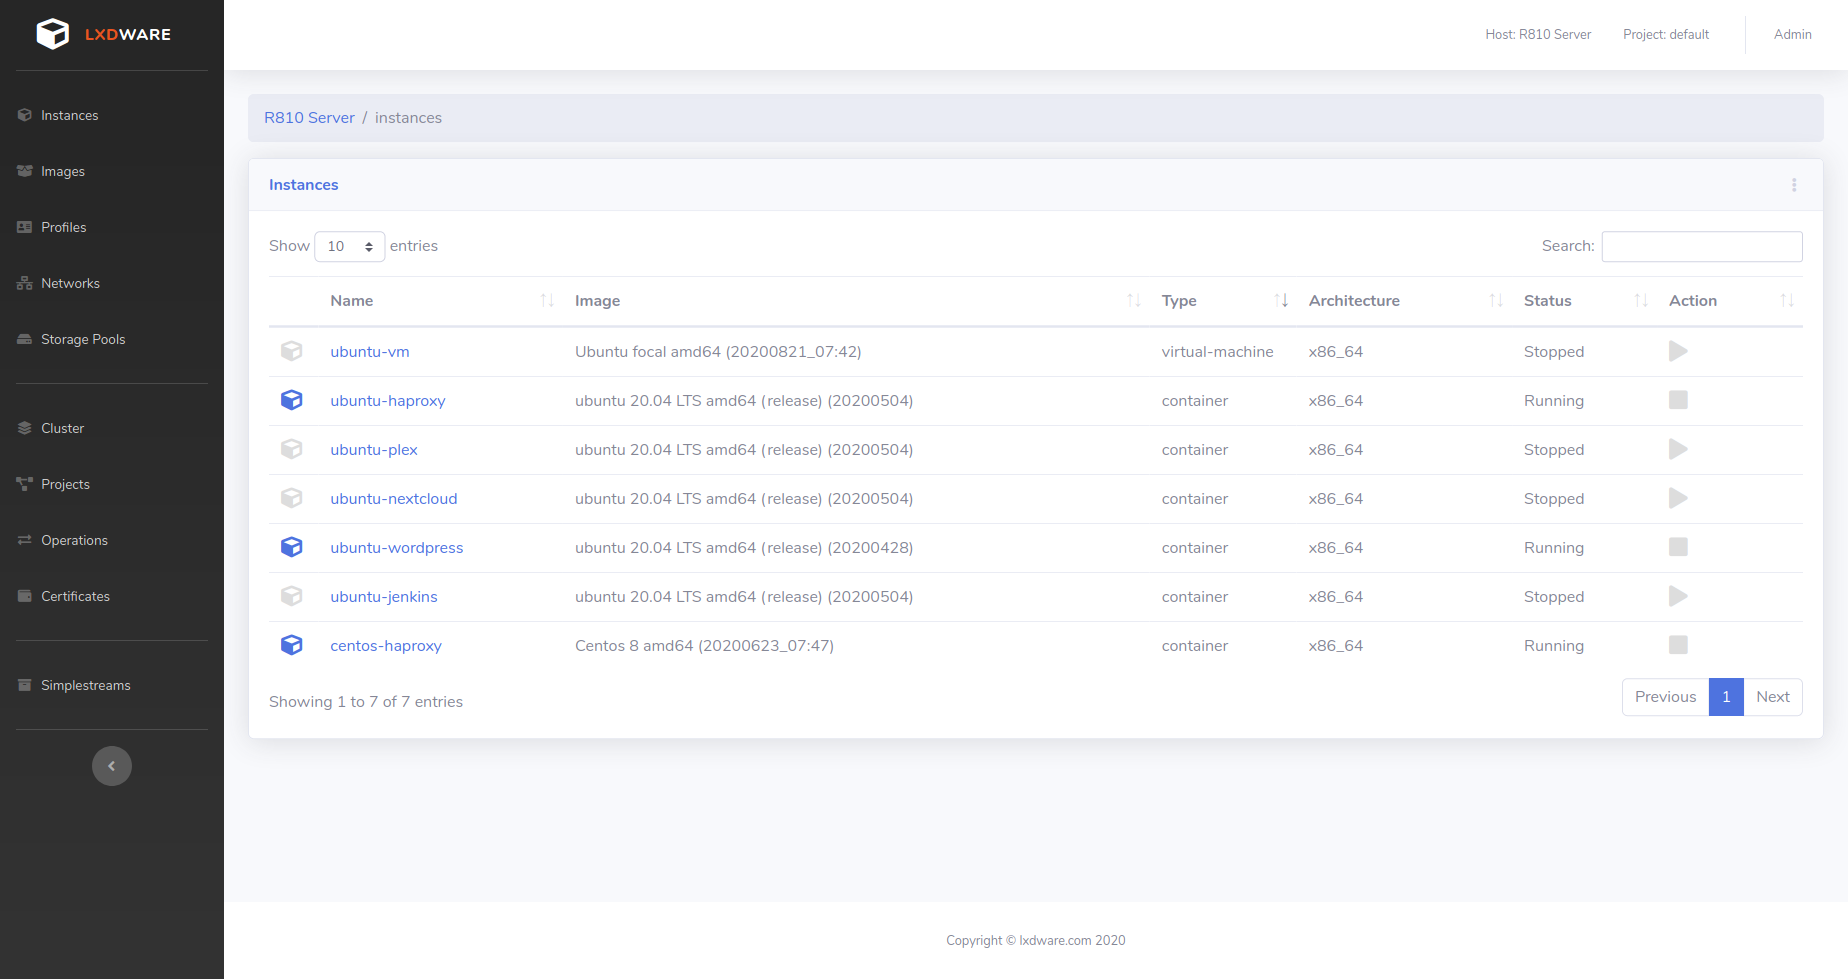 LXDWARE
Host: R810 Server Project: default Admin
Instances
Images
Profiles
Networks
Storage Pools
Cluster
Projects
Operations
Certificates
Simplestreams
R810 Server / instances
Instances
Show 10 entries Search:
Name Image Type Architecture Status Action
ubuntu-vm Ubuntu focal amd64 (20200821_07:42) virtual-machine x86_64 Stopped
ubuntu-haproxy ubuntu 20.04 LTS amd64 (release) (20200504) container x86_64 Running
ubuntu-plex ubuntu 20.04 LTS amd64 (release) (20200504) container x86_64 Stopped
ubuntu-nextcloud ubuntu 20.04 LTS amd64 (release) (20200504) container x86_64 Stopped
ubuntu-wordpress ubuntu 20.04 LTS amd64 (release) (20200428) container x86_64 Running
ubuntu-jenkins ubuntu 20.04 LTS amd64 (release) (20200504) container x86_64 Stopped
centos-haproxy Centos 8 amd64 (20200623_07:47) container x86_64 Running
Showing 1 to 7 of 7 entries Previous 1 Next
Copyright © lxdware.com 2020